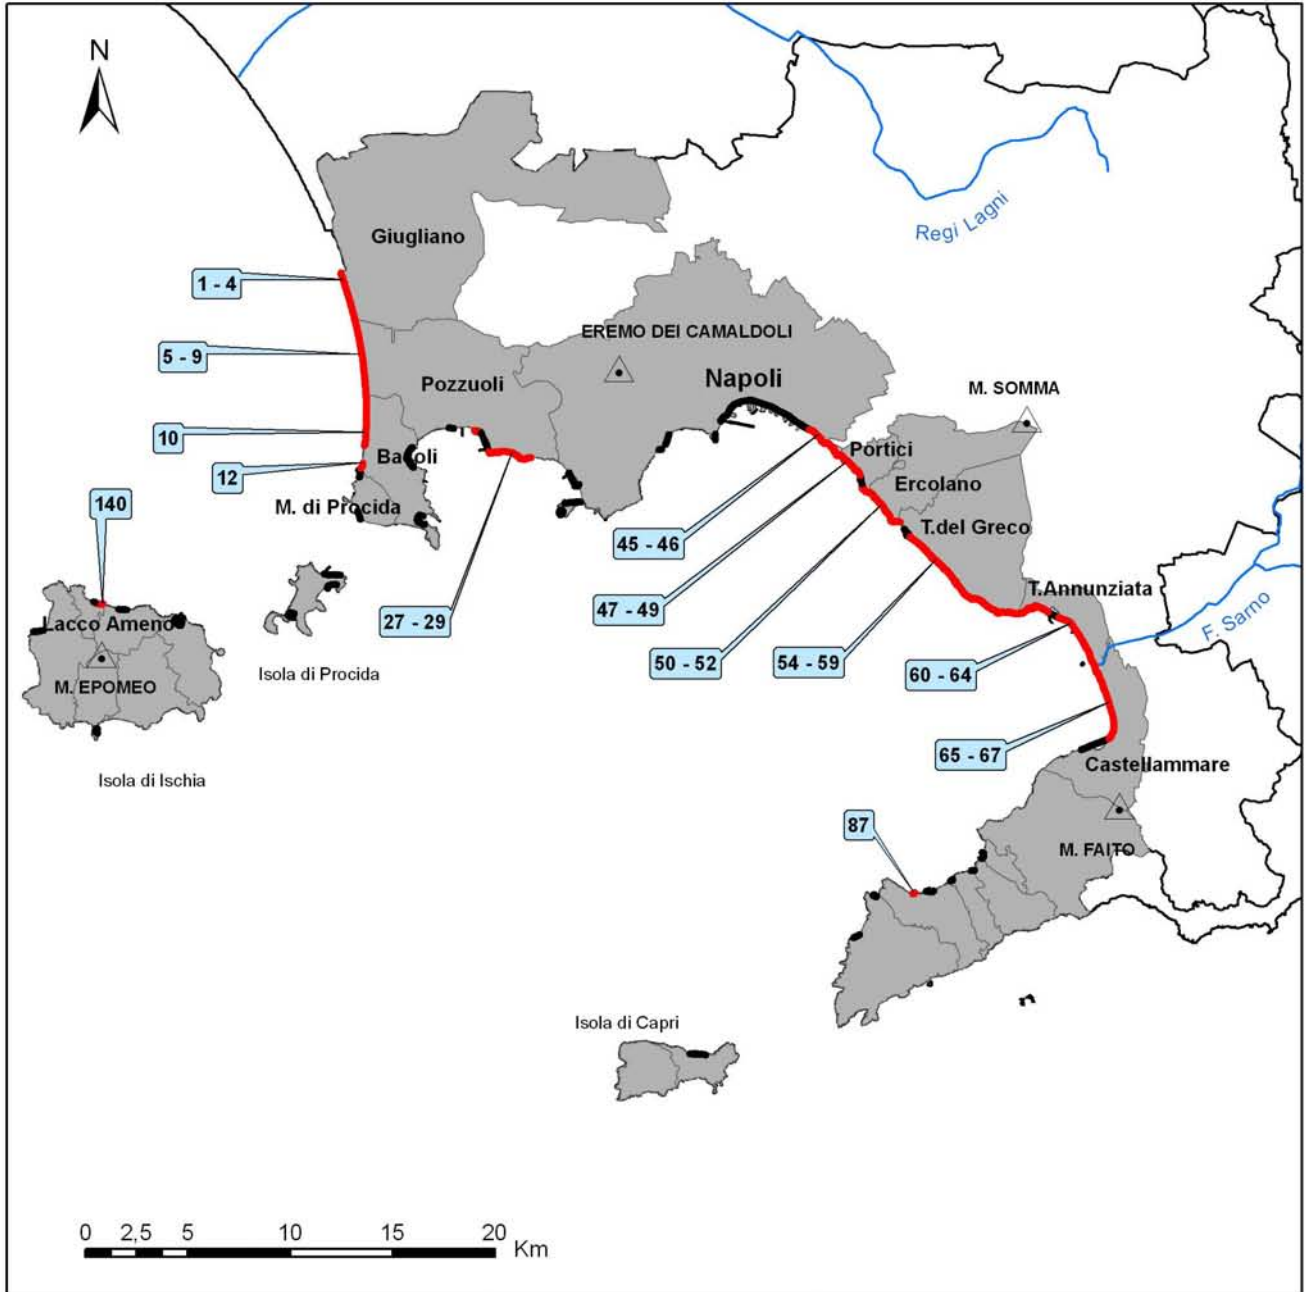 N
Regi Lagni
Giugliano
1 - 4
EREMO DEI CAMALDOLI
5 - 9
Pozzuoli
Napoli
M. SOMMA
10
Bacoli
Portici
12
Ercolano
140
M. di Procida
T.del Greco
45 - 46
T.Annunziata
47 - 49
F. Sarno
Lacco Ameno
27 - 29
50 - 52
54 - 59
60 - 64
Isola di Procida
M. EPOMEO
65 - 67
Castellammare
Isola di Ischia
87
M. FAITO
Isola di Capri
0 2,5 5 10 15 20
Km